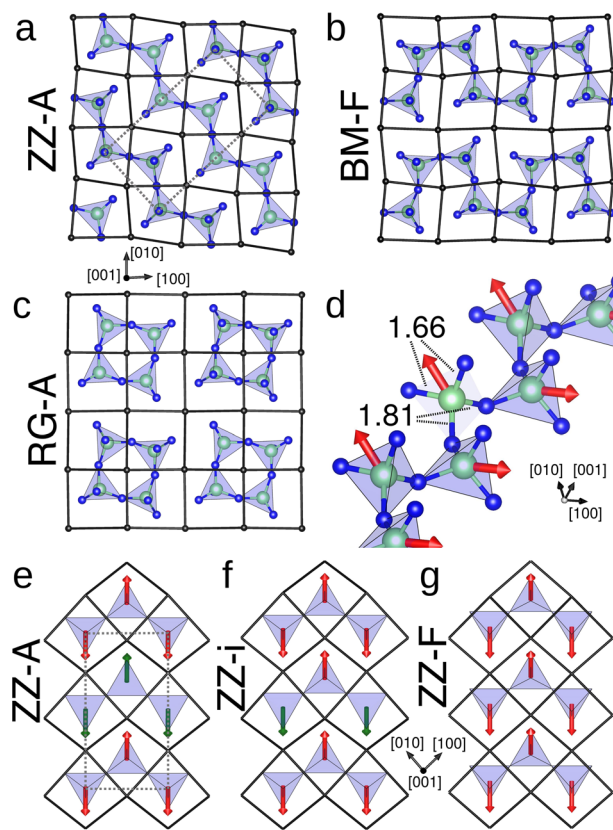 a
ZZ-A
b
BM-F
[010]
[001]
[100]
c
RG-A
d
1.66
1.81
[010]
[001]
[100]
e
ZZ-A
f
ZZ-i
g
ZZ-F
[010]
[100]
[001]